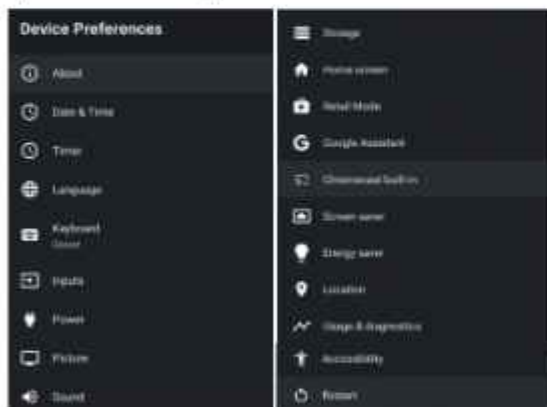 Device Preferences
About
Date & Time
Timer
Language
Keyboard
Inputs
Power
Picture
Sound
Storage
Home screen
Retail Mode
Google Assistant
Chromecast built-in
Screen saver
Energy saver
Location
Usage & diagnostics
Accessibility
Restart